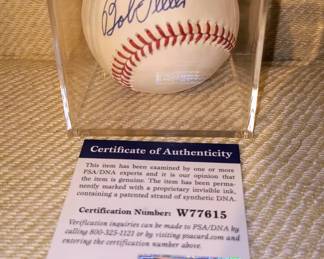 Bob Feller
Certificate of Authenticity
This item has been examined by one or more
PSA/DNA experts and it is our opinion that
the item is genuine. The item has been perma-
nently marked with a proprietary invisible ink,
containing a patented strand of synthetic DNA.
Certification Number: W77615
Verification inquiries can be made to PSA/DNA by
calling 800-325-1121 or by visiting psacard.com and
entering the certification number above.